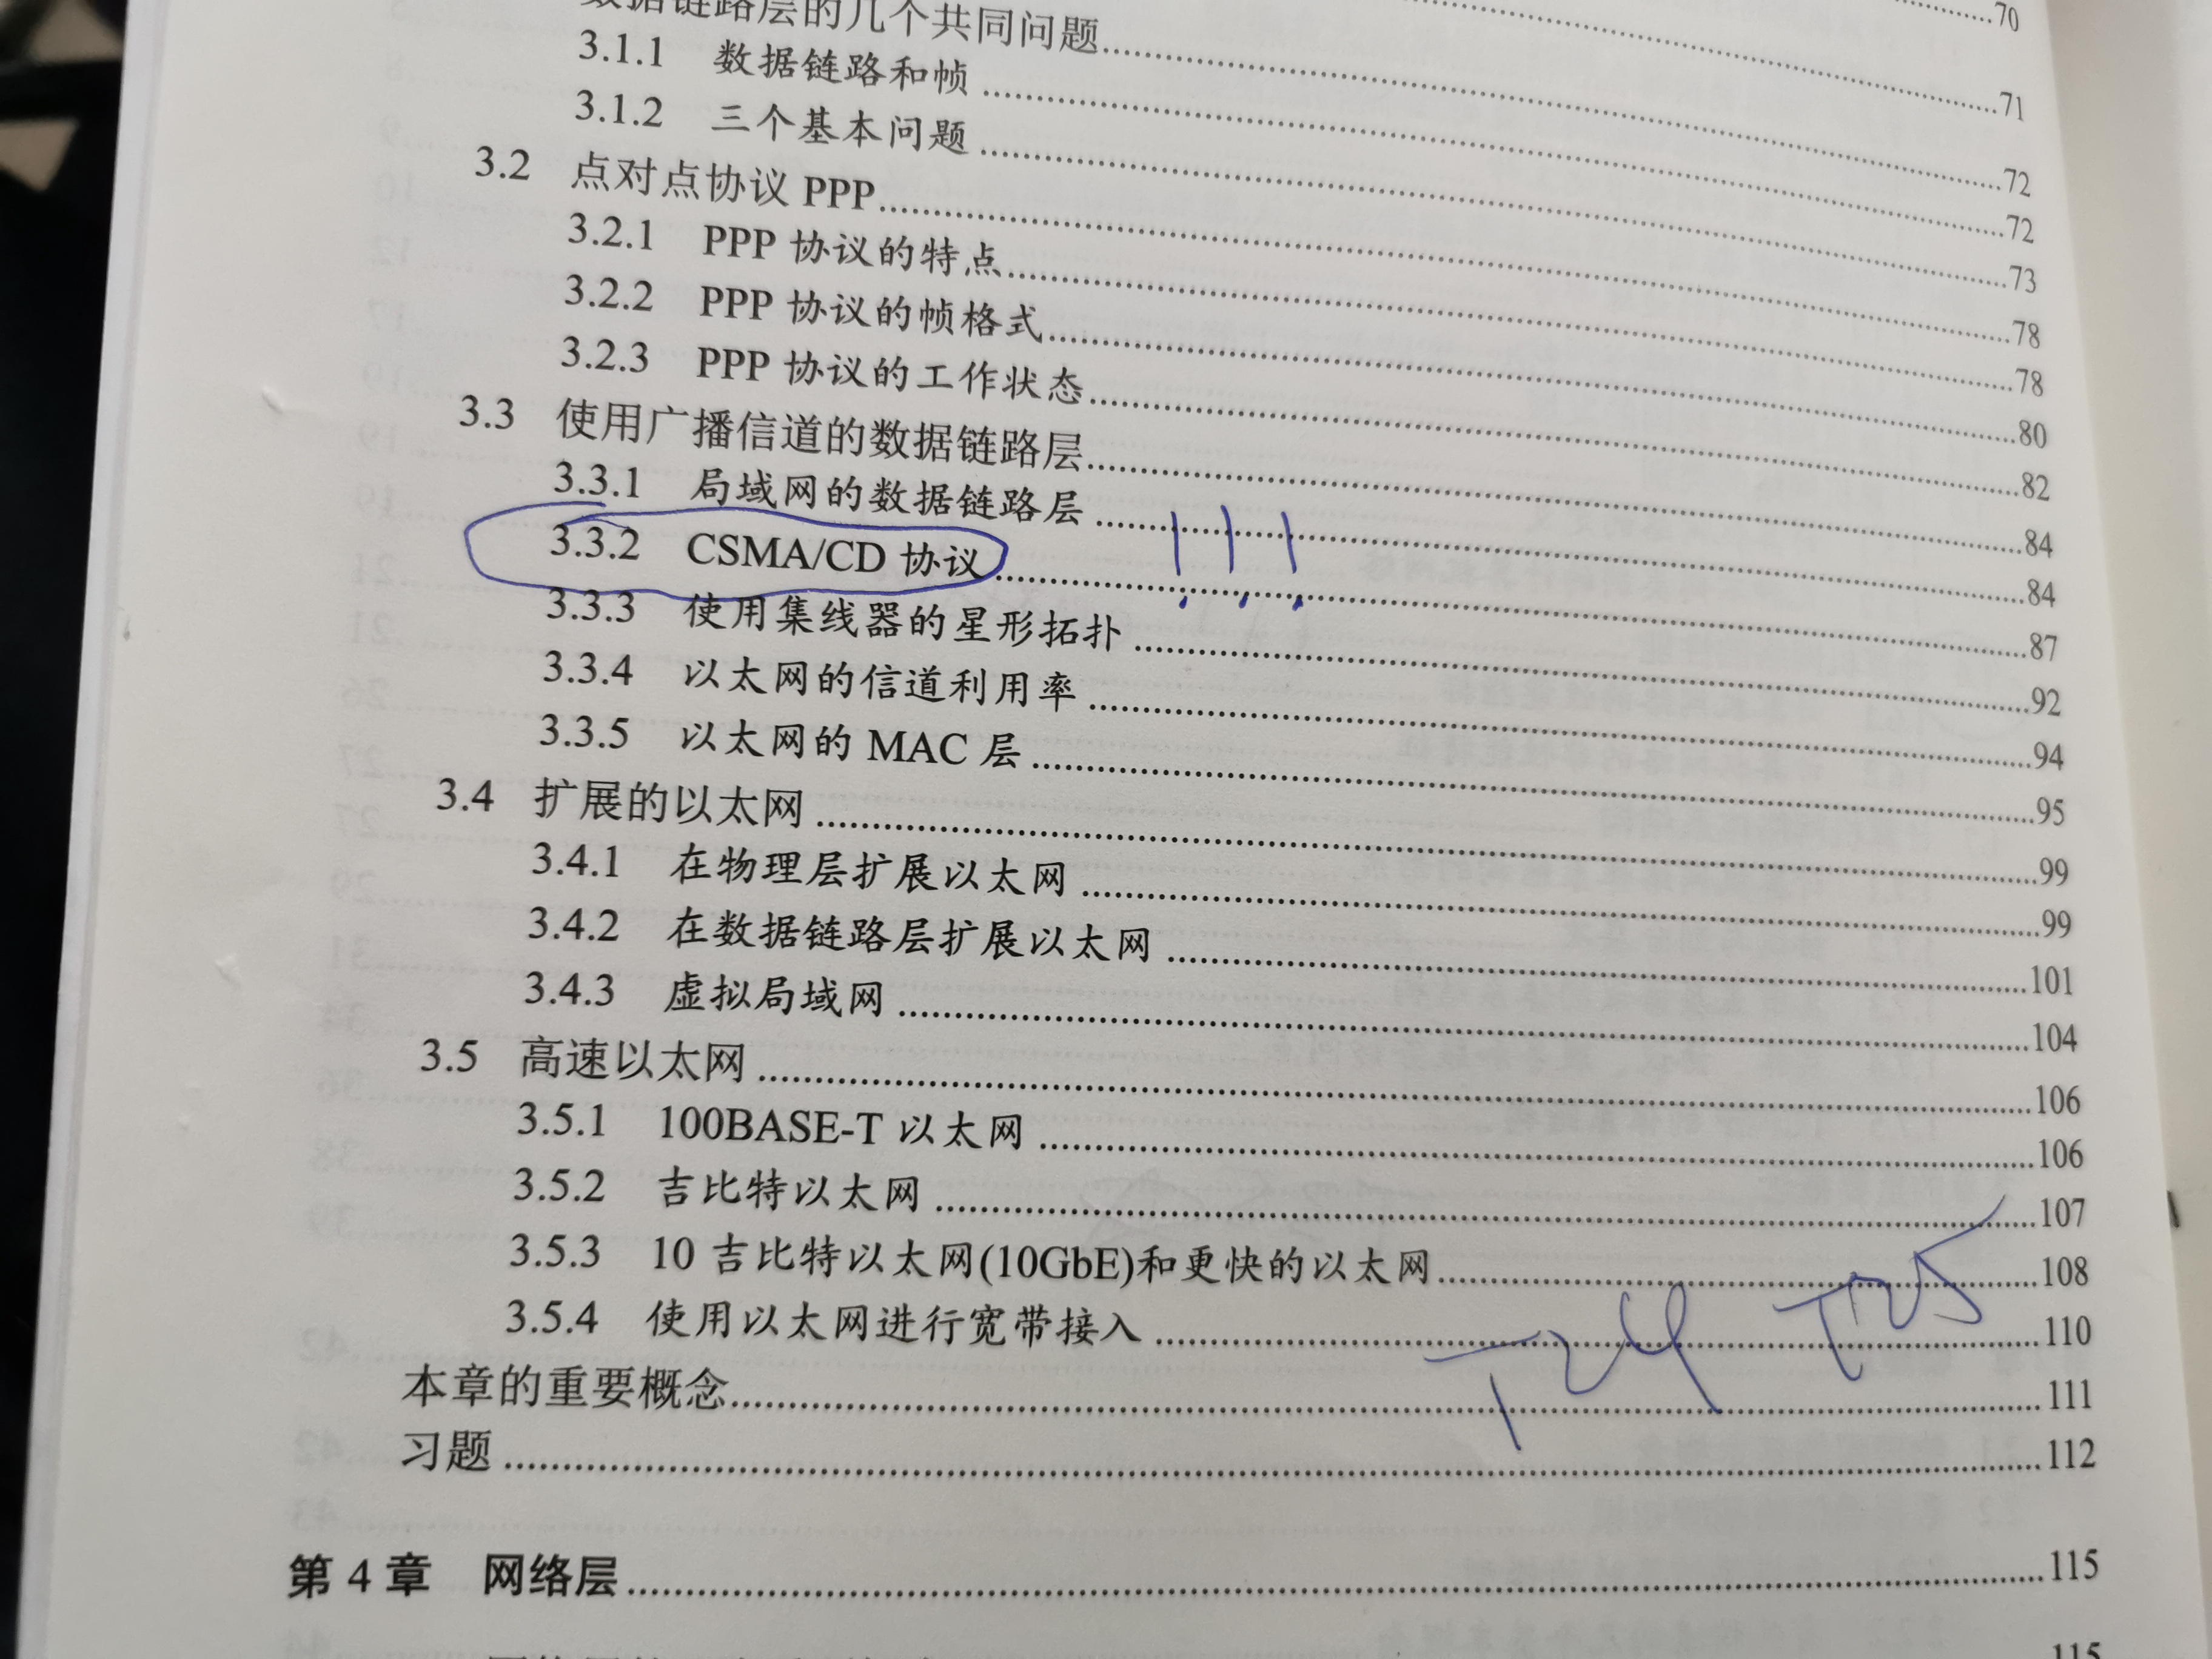 70
71
数据链路层的几个共同问题 72
3.1.1 数据链路和帧 72
3.1.2 三个基本问题 73
3.2 点对点协议 PPP 78
3.2.1 PPP 协议的特点 78
3.2.2 PPP 协议的帧格式 80
3.2.3 PPP 协议的工作状态 82
3.3 使用广播信道的数据链路层 84
3.3.1 局域网的数据链路层 84
3.3.2 CSMA/CD 协议 !!! 87
3.3.3 使用集线器的星形拓扑 92
3.3.4 以太网的信道利用率 94
3.3.5 以太网的 MAC 层 95
3.4 扩展的以太网 99
3.4.1 在物理层扩展以太网 99
3.4.2 在数据链路层扩展以太网 101
3.4.3 虚拟局域网 104
3.5 高速以太网 106
3.5.1 100BASE-T 以太网 106
3.5.2 吉比特以太网 107
3.5.3 10 吉比特以太网(10GbE)和更快的以太网 108
3.5.4 使用以太网进行宽带接入 110
T24 T25
本章的重要概念 111
习题 112
第 4 章 网络层 115
115